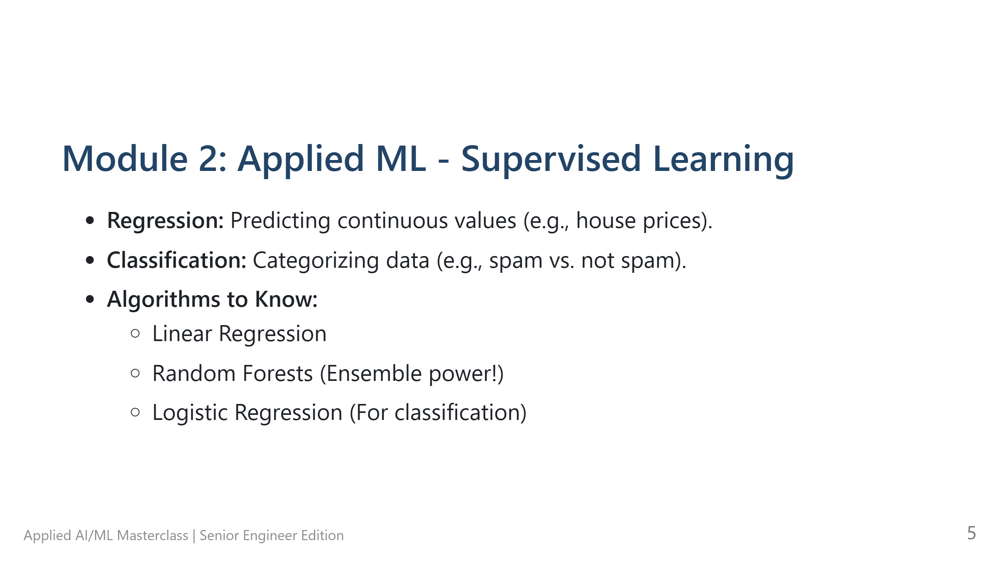 Module 2: Applied ML - Supervised Learning
• Regression: Predicting continuous values (e.g., house prices).
• Classification: Categorizing data (e.g., spam vs. not spam).
• Algorithms to Know:
○ Linear Regression
○ Random Forests (Ensemble power!)
○ Logistic Regression (For classification)
Applied AI/ML Masterclass | Senior Engineer Edition
5